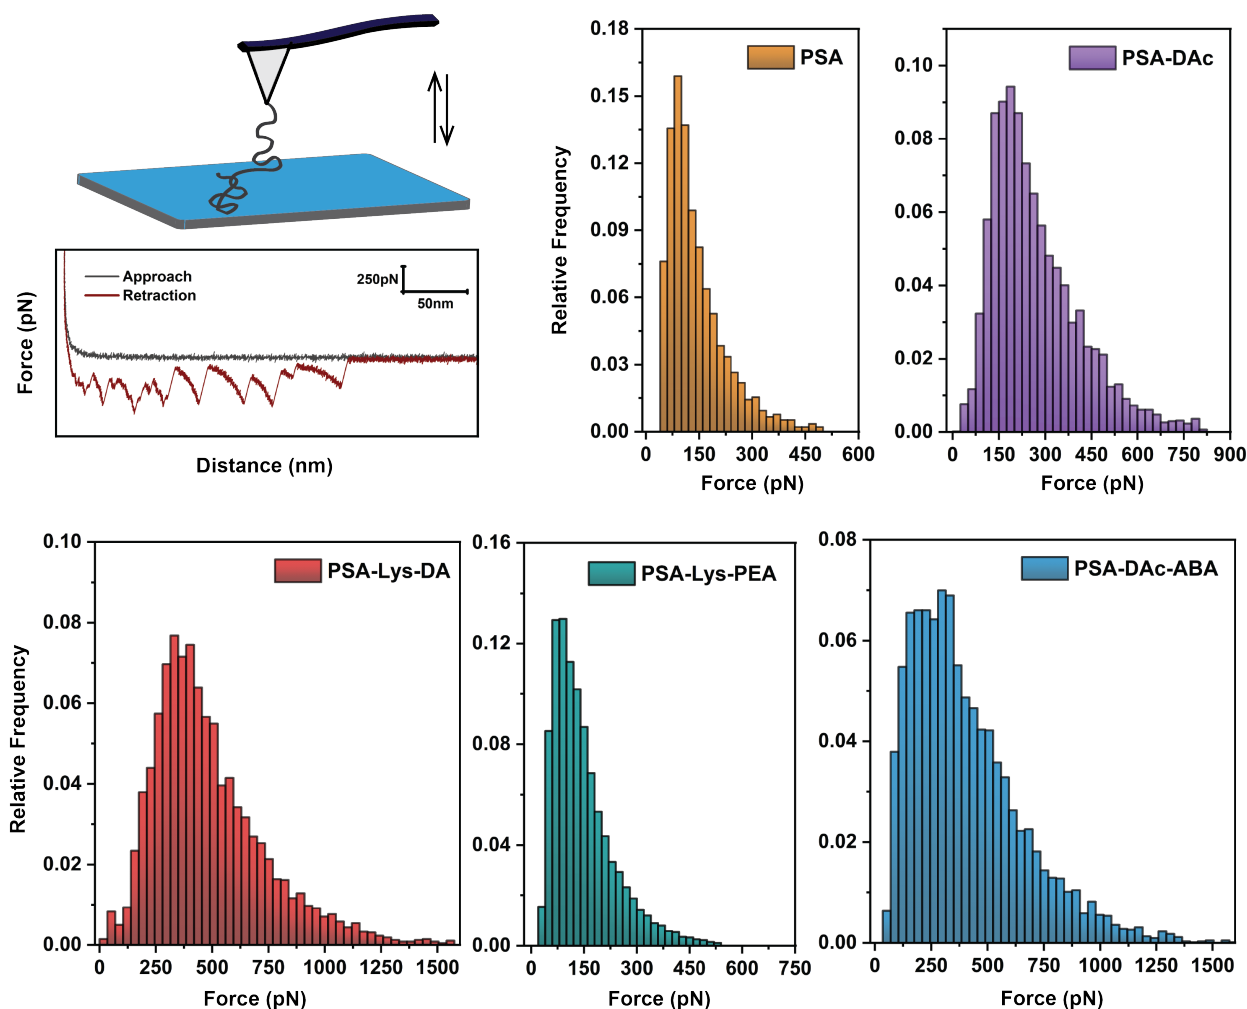 Approach
Retraction
250pN
50nm
Force (pN)
Distance (nm)
PSA
0.18
0.15
0.12
0.09
0.06
0.03
0.00
Relative Frequency
0 150 300 450 600
Force (pN)
PSA-DAc
0.10
0.08
0.06
0.04
0.02
0.00
0 150 300 450 600 750 900
Force (pN)
PSA-Lys-DA
0.10
0.08
0.06
0.04
0.02
0.00
Relative Frequency
0 250 500 750 1000 1250 1500
Force (pN)
PSA-Lys-PEA
0.16
0.12
0.08
0.04
0.00
0 150 300 450 600 750
Force (pN)
PSA-DAc-ABA
0.08
0.06
0.04
0.02
0.00
0 250 500 750 1000 1250 1500
Force (pN)